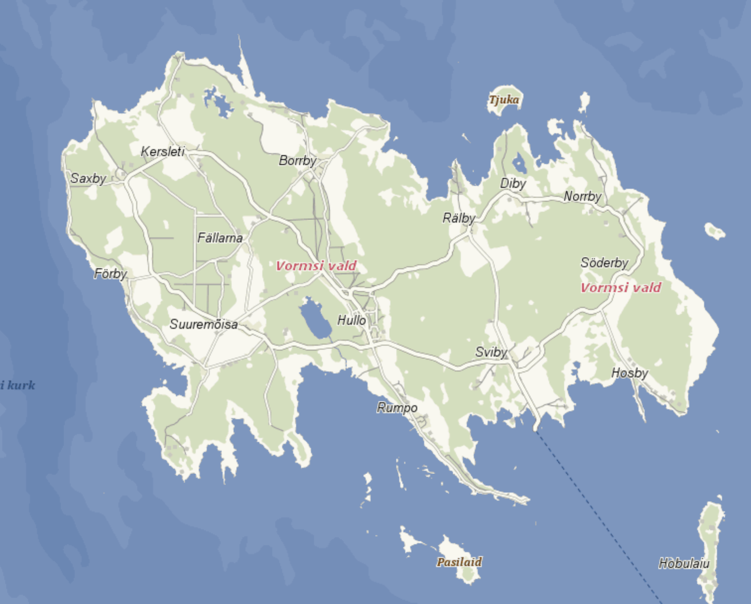 Tjuka
Kersleti
Borrby
Saxby
Diby
Norrby
Rälby
Fällarna
Vormsi vald
Söderby
Förby
Vormsi vald
Suuremõisa
Hullo
Sviby
Hosby
i kurk
Rumpo
Pasilaid
Hobulaiu